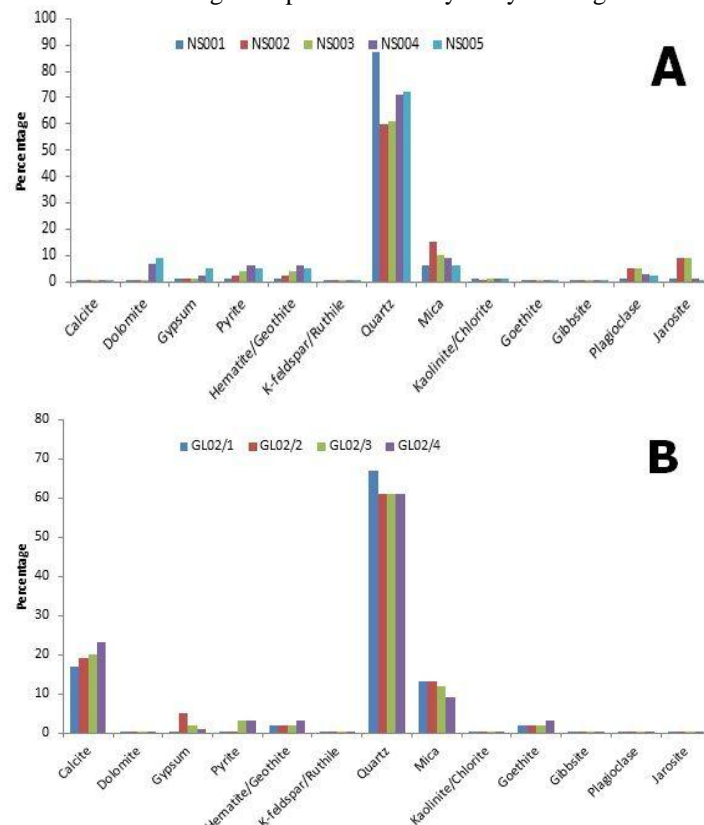 100
90
80
70
60
50
40
30
20
10
0
Percentage
NS001 NS002 NS003 NS004 NS005
A
Calcite
Dolomite
Gypsum
Pyrite
Hematite/Geothite
K-feldspar/Ruthile
Quartz
Mica
Kaolinite/Chlorite
Goethite
Gibbsite
Plagioclase
Jarosite
80
70
60
50
40
30
20
10
0
Percentage
GL02/1 GL02/2 GL02/3 GL02/4
B
Calcite
Dolomite
Gypsum
Pyrite
Hematite/Geothite
K-feldspar/Ruthile
Quartz
Mica
Kaolinite/Chlorite
Goethite
Gibbsite
Plagioclase
Jarosite